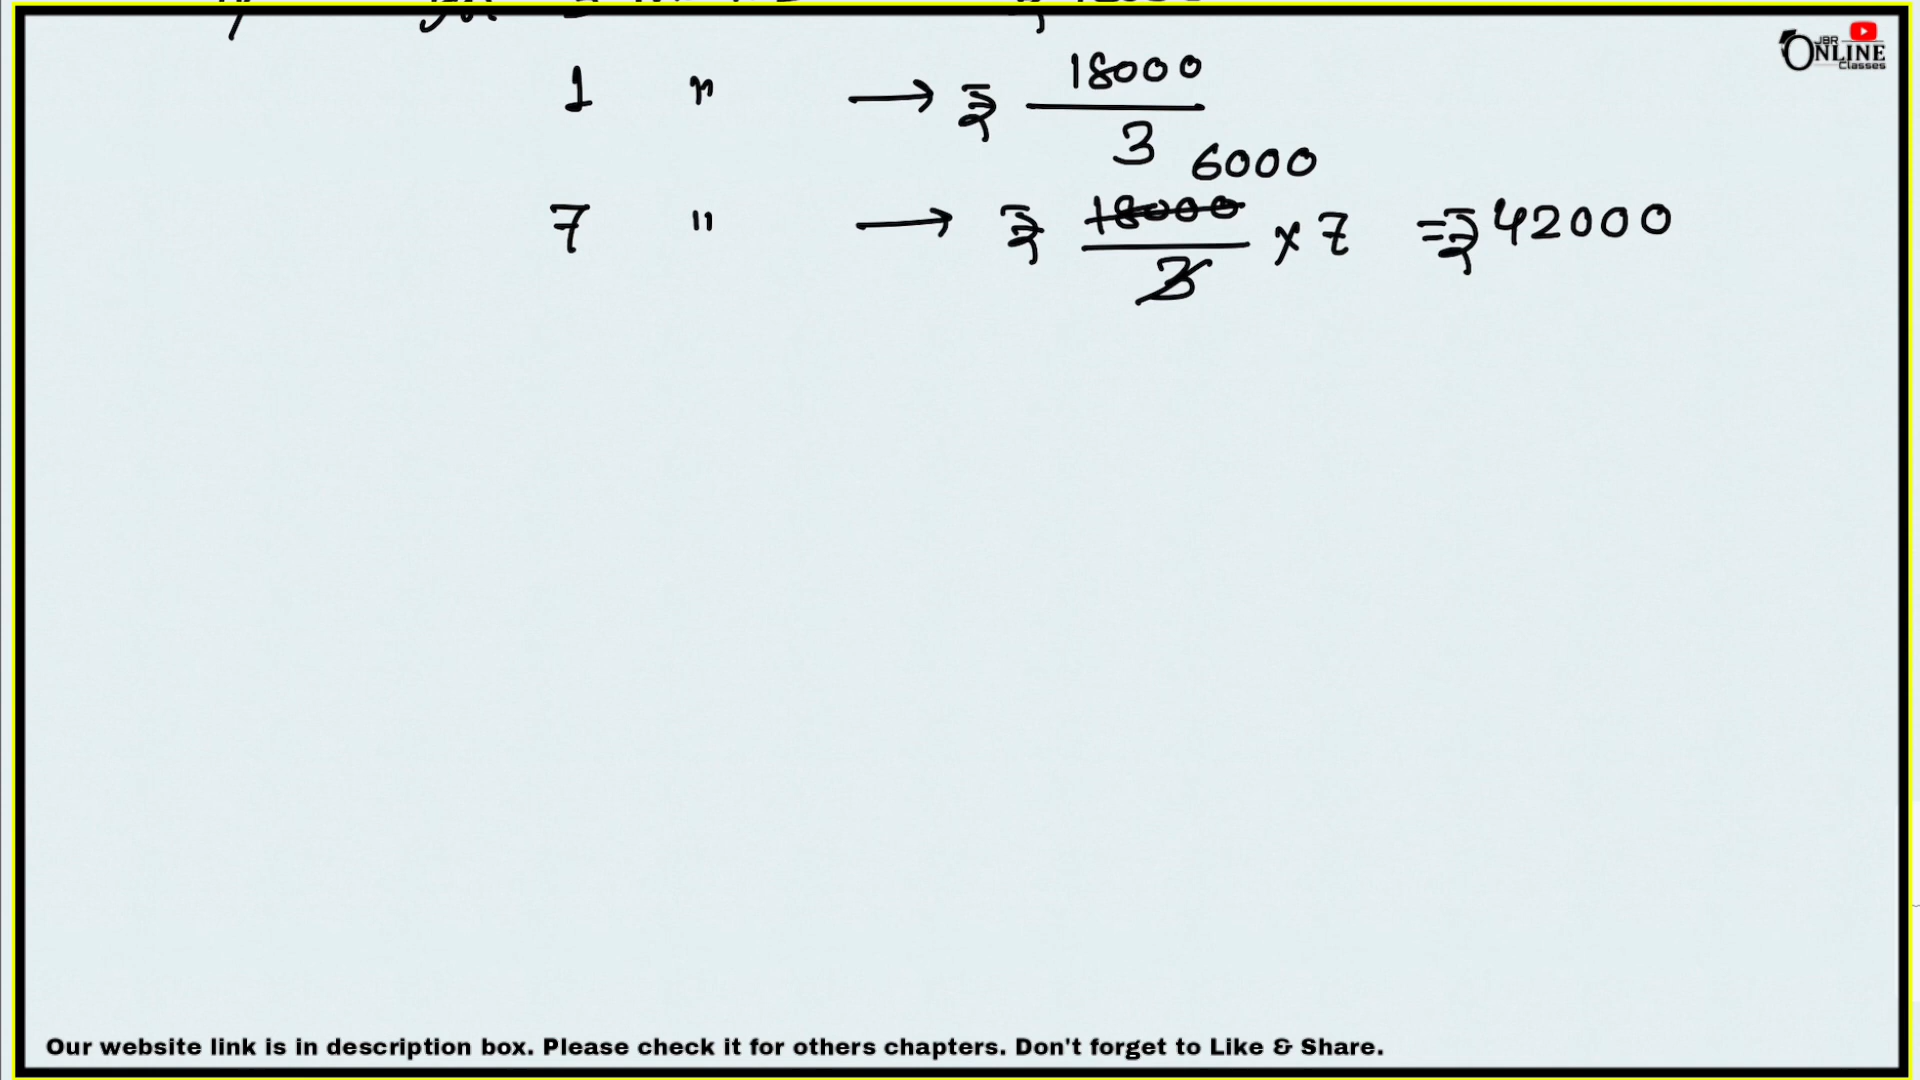 JBR
ONLINE
Classes
1 " → ₹ 18000
3
7 " → ₹ 18000/3 × 7 = ₹ 42000
6000
Our website link is in description box. Please check it for others chapters. Don't forget to Like & Share.